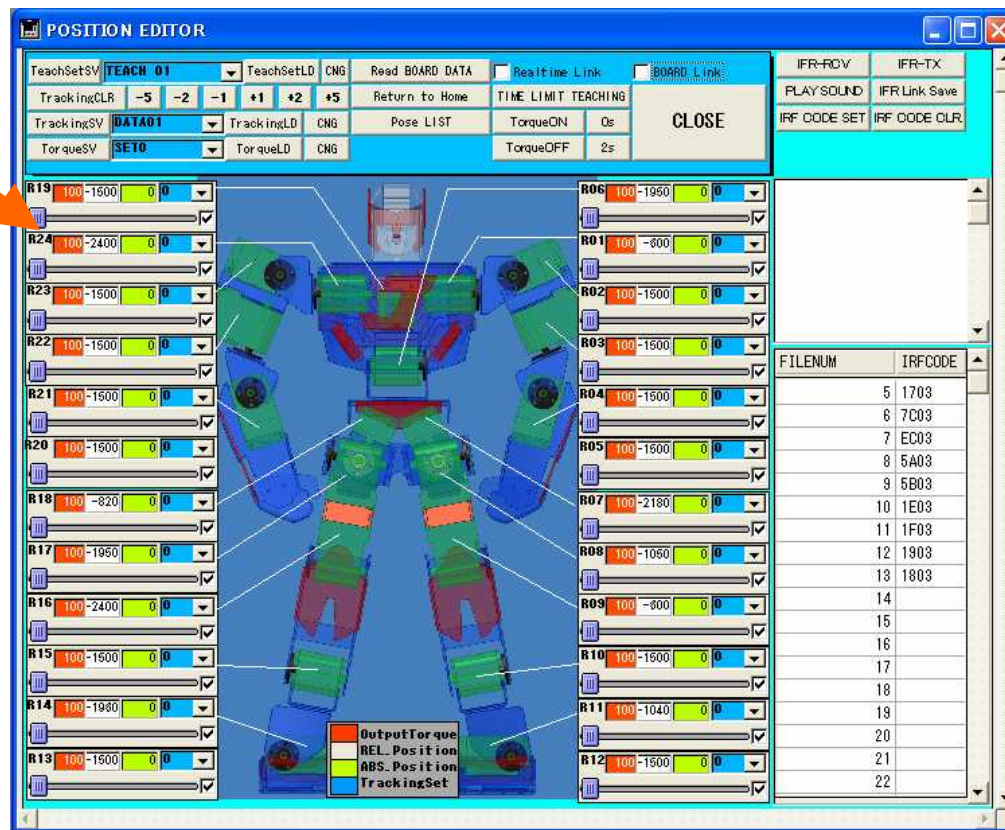 POSITION EDITOR
TeachSetSV TEACH 01 TeachSetLD CNG Read BOARD DATA Realtime Link BOARD Link IFR-RCV IFR-TX
TrackingCLR -5 -2 -1 +1 +2 +5 Return to Home TIME LIMIT TEACHING PLAY SOUND IFR Link Save
TrackingSV DATA01 TrackingLD CNG Pose LIST TorqueON 0s CLOSE IRF CODE SET IRF CODE CLR
TorqueSV SET0 TorqueLD CNG TorqueOFF 2s
R19 100 -1500 0 0
R24 100 -2400 0 0
R23 100 -1500 0 0
R22 100 -1500 0 0
R21 100 -1500 0 0
R20 100 -1500 0 0
R18 100 -820 0 0
R17 100 -1950 0 0
R16 100 -2400 0 0
R15 100 -1500 0 0
R14 100 -1960 0 0
R13 100 -1500 0 0
R06 100 -1950 0 0
R01 100 -600 0 0
R02 100 -1500 0 0
R03 100 -1500 0 0
R04 100 -1500 0 0
R05 100 -1500 0 0
R07 100 -2180 0 0
R08 100 -1050 0 0
R09 100 -600 0 0
R10 100 -1500 0 0
R11 100 -1040 0 0
R12 100 -1500 0 0
OutputTorque
REL.Position
ABS.Position
TrackingSet
FILENUM IRFCODE
5 1703
6 7C03
7 EC03
8 5A03
9 5B03
10 1E03
11 1F03
12 1903
13 1803
14
15
16
17
18
19
20
21
22